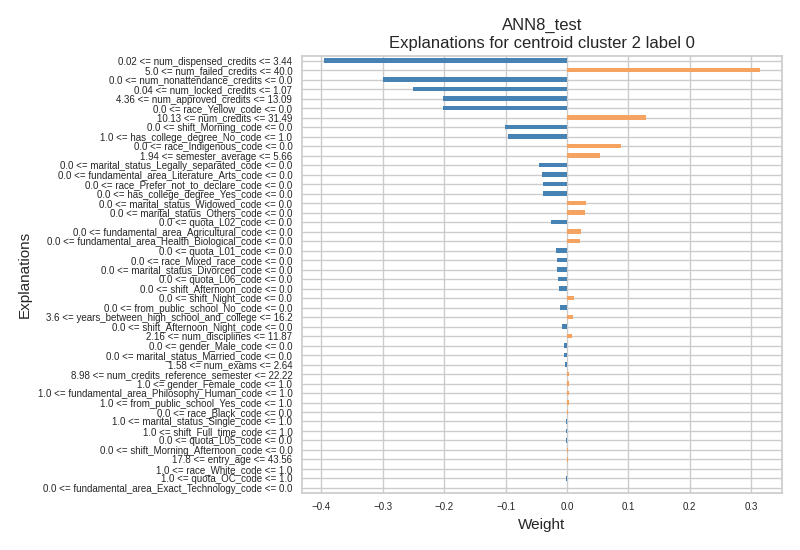 ANN8_test
Explanations for centroid cluster 2 label 0
0.02 <= num_dispensed_credits <= 3.44
5.0 <= num_failed_credits <= 40.0
0.0 <= num_nonattendance_credits <= 0.0
0.04 <= num_locked_credits <= 1.07
4.36 <= num_approved_credits <= 13.09
0.0 <= race_Yellow_code <= 0.0
10.13 <= num_credits <= 31.49
0.0 <= shift_Morning_code <= 0.0
1.0 <= has_college_degree_No_code <= 1.0
0.0 <= race_Indigenous_code <= 0.0
1.94 <= semester_average <= 5.66
0.0 <= marital_status_Legally_separated_code <= 0.0
0.0 <= fundamental_area_Literature_Arts_code <= 0.0
0.0 <= race_Prefer_not_to_declare_code <= 0.0
0.0 <= has_college_degree_Yes_code <= 0.0
0.0 <= marital_status_Widowed_code <= 0.0
0.0 <= marital_status_Others_code <= 0.0
0.0 <= quota_L02_code <= 0.0
0.0 <= fundamental_area_Agricultural_code <= 0.0
0.0 <= fundamental_area_Health_Biological_code <= 0.0
0.0 <= quota_L01_code <= 0.0
0.0 <= race_Mixed_race_code <= 0.0
0.0 <= marital_status_Divorced_code <= 0.0
0.0 <= quota_L06_code <= 0.0
0.0 <= shift_Afternoon_code <= 0.0
0.0 <= shift_Night_code <= 0.0
0.0 <= from_public_school_No_code <= 0.0
3.6 <= years_between_high_school_and_college <= 16.2
0.0 <= shift_Afternoon_Night_code <= 0.0
2.16 <= num_disciplines <= 11.87
0.0 <= gender_Male_code <= 0.0
0.0 <= marital_status_Married_code <= 0.0
1.58 <= num_exams <= 2.64
8.98 <= num_credits_reference_semester <= 22.22
1.0 <= gender_Female_code <= 1.0
1.0 <= fundamental_area_Philosophy_Human_code <= 1.0
1.0 <= from_public_school_Yes_code <= 1.0
0.0 <= race_Black_code <= 0.0
1.0 <= marital_status_Single_code <= 1.0
1.0 <= shift_Full_time_code <= 1.0
0.0 <= quota_L05_code <= 0.0
0.0 <= shift_Morning_Afternoon_code <= 0.0
17.8 <= entry_age <= 43.56
1.0 <= race_White_code <= 1.0
1.0 <= quota_OC_code <= 1.0
0.0 <= fundamental_area_Exact_Technology_code <= 0.0
Explanations
−0.4 −0.3 −0.2 −0.1 0.0 0.1 0.2 0.3
Weight